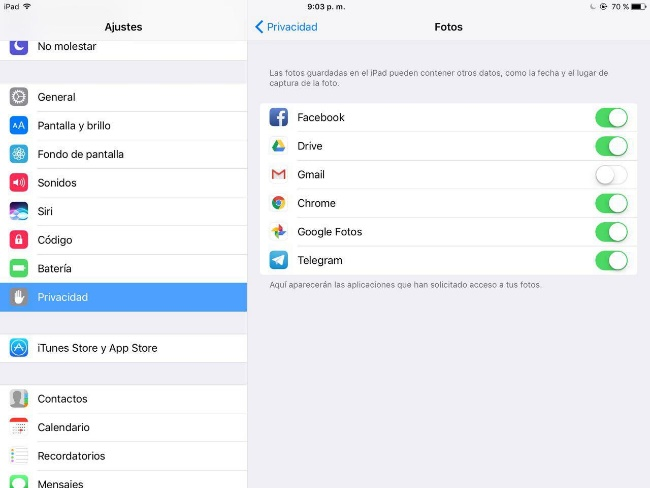 iPad
9:03 p. m.
70 %
Ajustes
No molestar
General
AA Pantalla y brillo
Fondo de pantalla
Sonidos
Siri
Código
Batería
Privacidad
iTunes Store y App Store
Contactos
Calendario
Recordatorios
Mensajes
Privacidad
Fotos
Las fotos guardadas en el iPad pueden contener otros datos, como la fecha y el lugar de
captura de la foto.
Facebook
Drive
Gmail
Chrome
Google Fotos
Telegram
Aquí aparecerán las aplicaciones que han solicitado acceso a tus fotos.